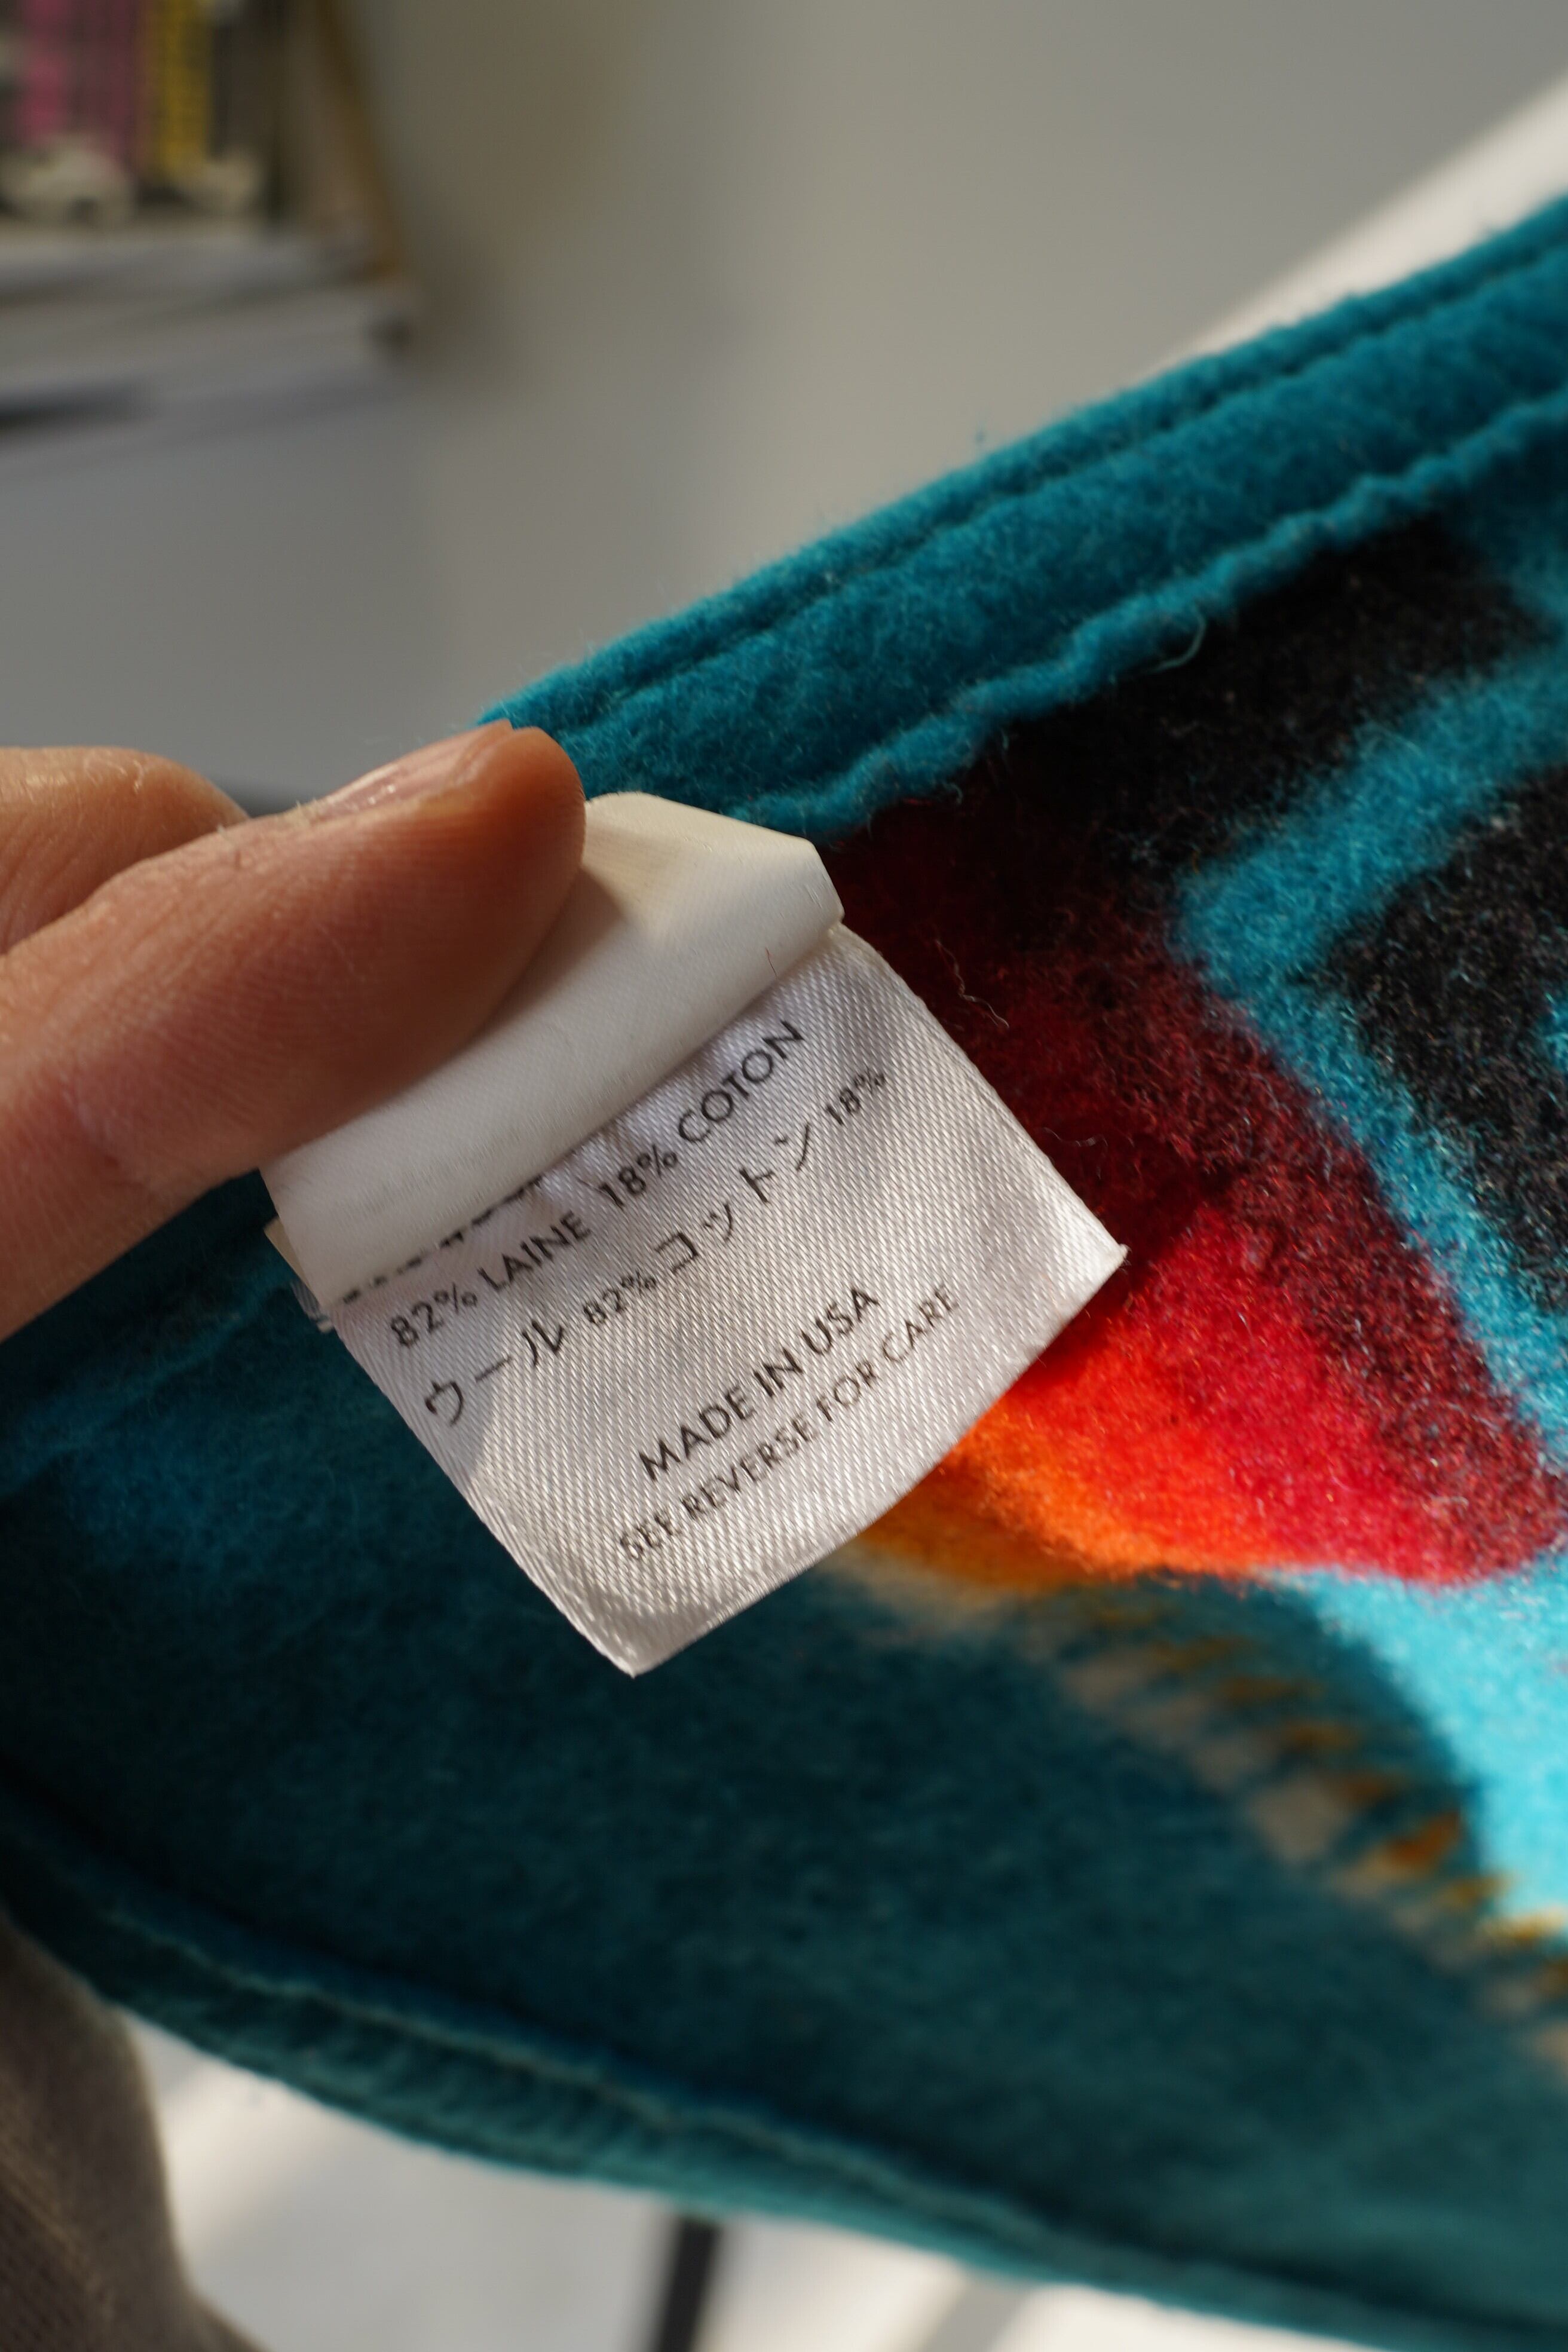 82% LAINE 18% COTON
ウール 82% コットン 18%
MADE IN USA
SEE REVERSE FOR CARE